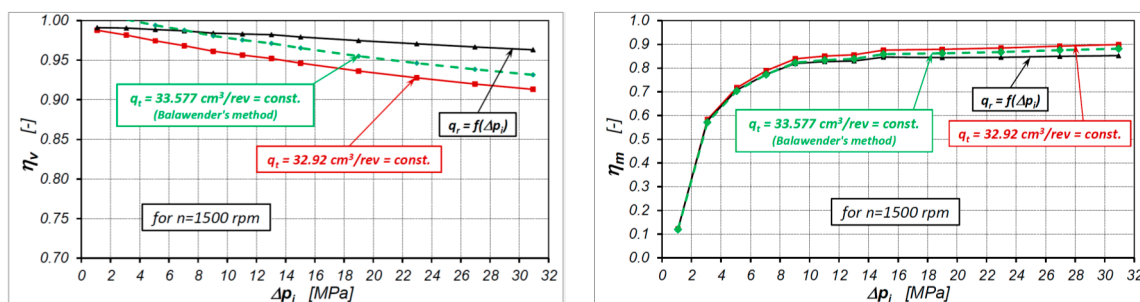 1.00
0.95
0.90
0.85
0.80
0.75
0.70
ηv [-]
qt = 33.577 cm³/rev = const.
(Balawender's method)
qr = f(Δpi)
qt = 32.92 cm³/rev = const.
for n=1500 rpm
0 2 4 6 8 10 12 14 16 18 20 22 24 26 28 30 32
Δpi [MPa]
1.0
0.9
0.8
0.7
0.6
0.5
0.4
0.3
0.2
0.1
0.0
ηm [-]
qr = f(Δpi)
qt = 33.577 cm³/rev = const.
(Balawender's method)
qt = 32.92 cm³/rev = const.
for n=1500 rpm
0 2 4 6 8 10 12 14 16 18 20 22 24 26 28 30 32
Δpi [MPa]